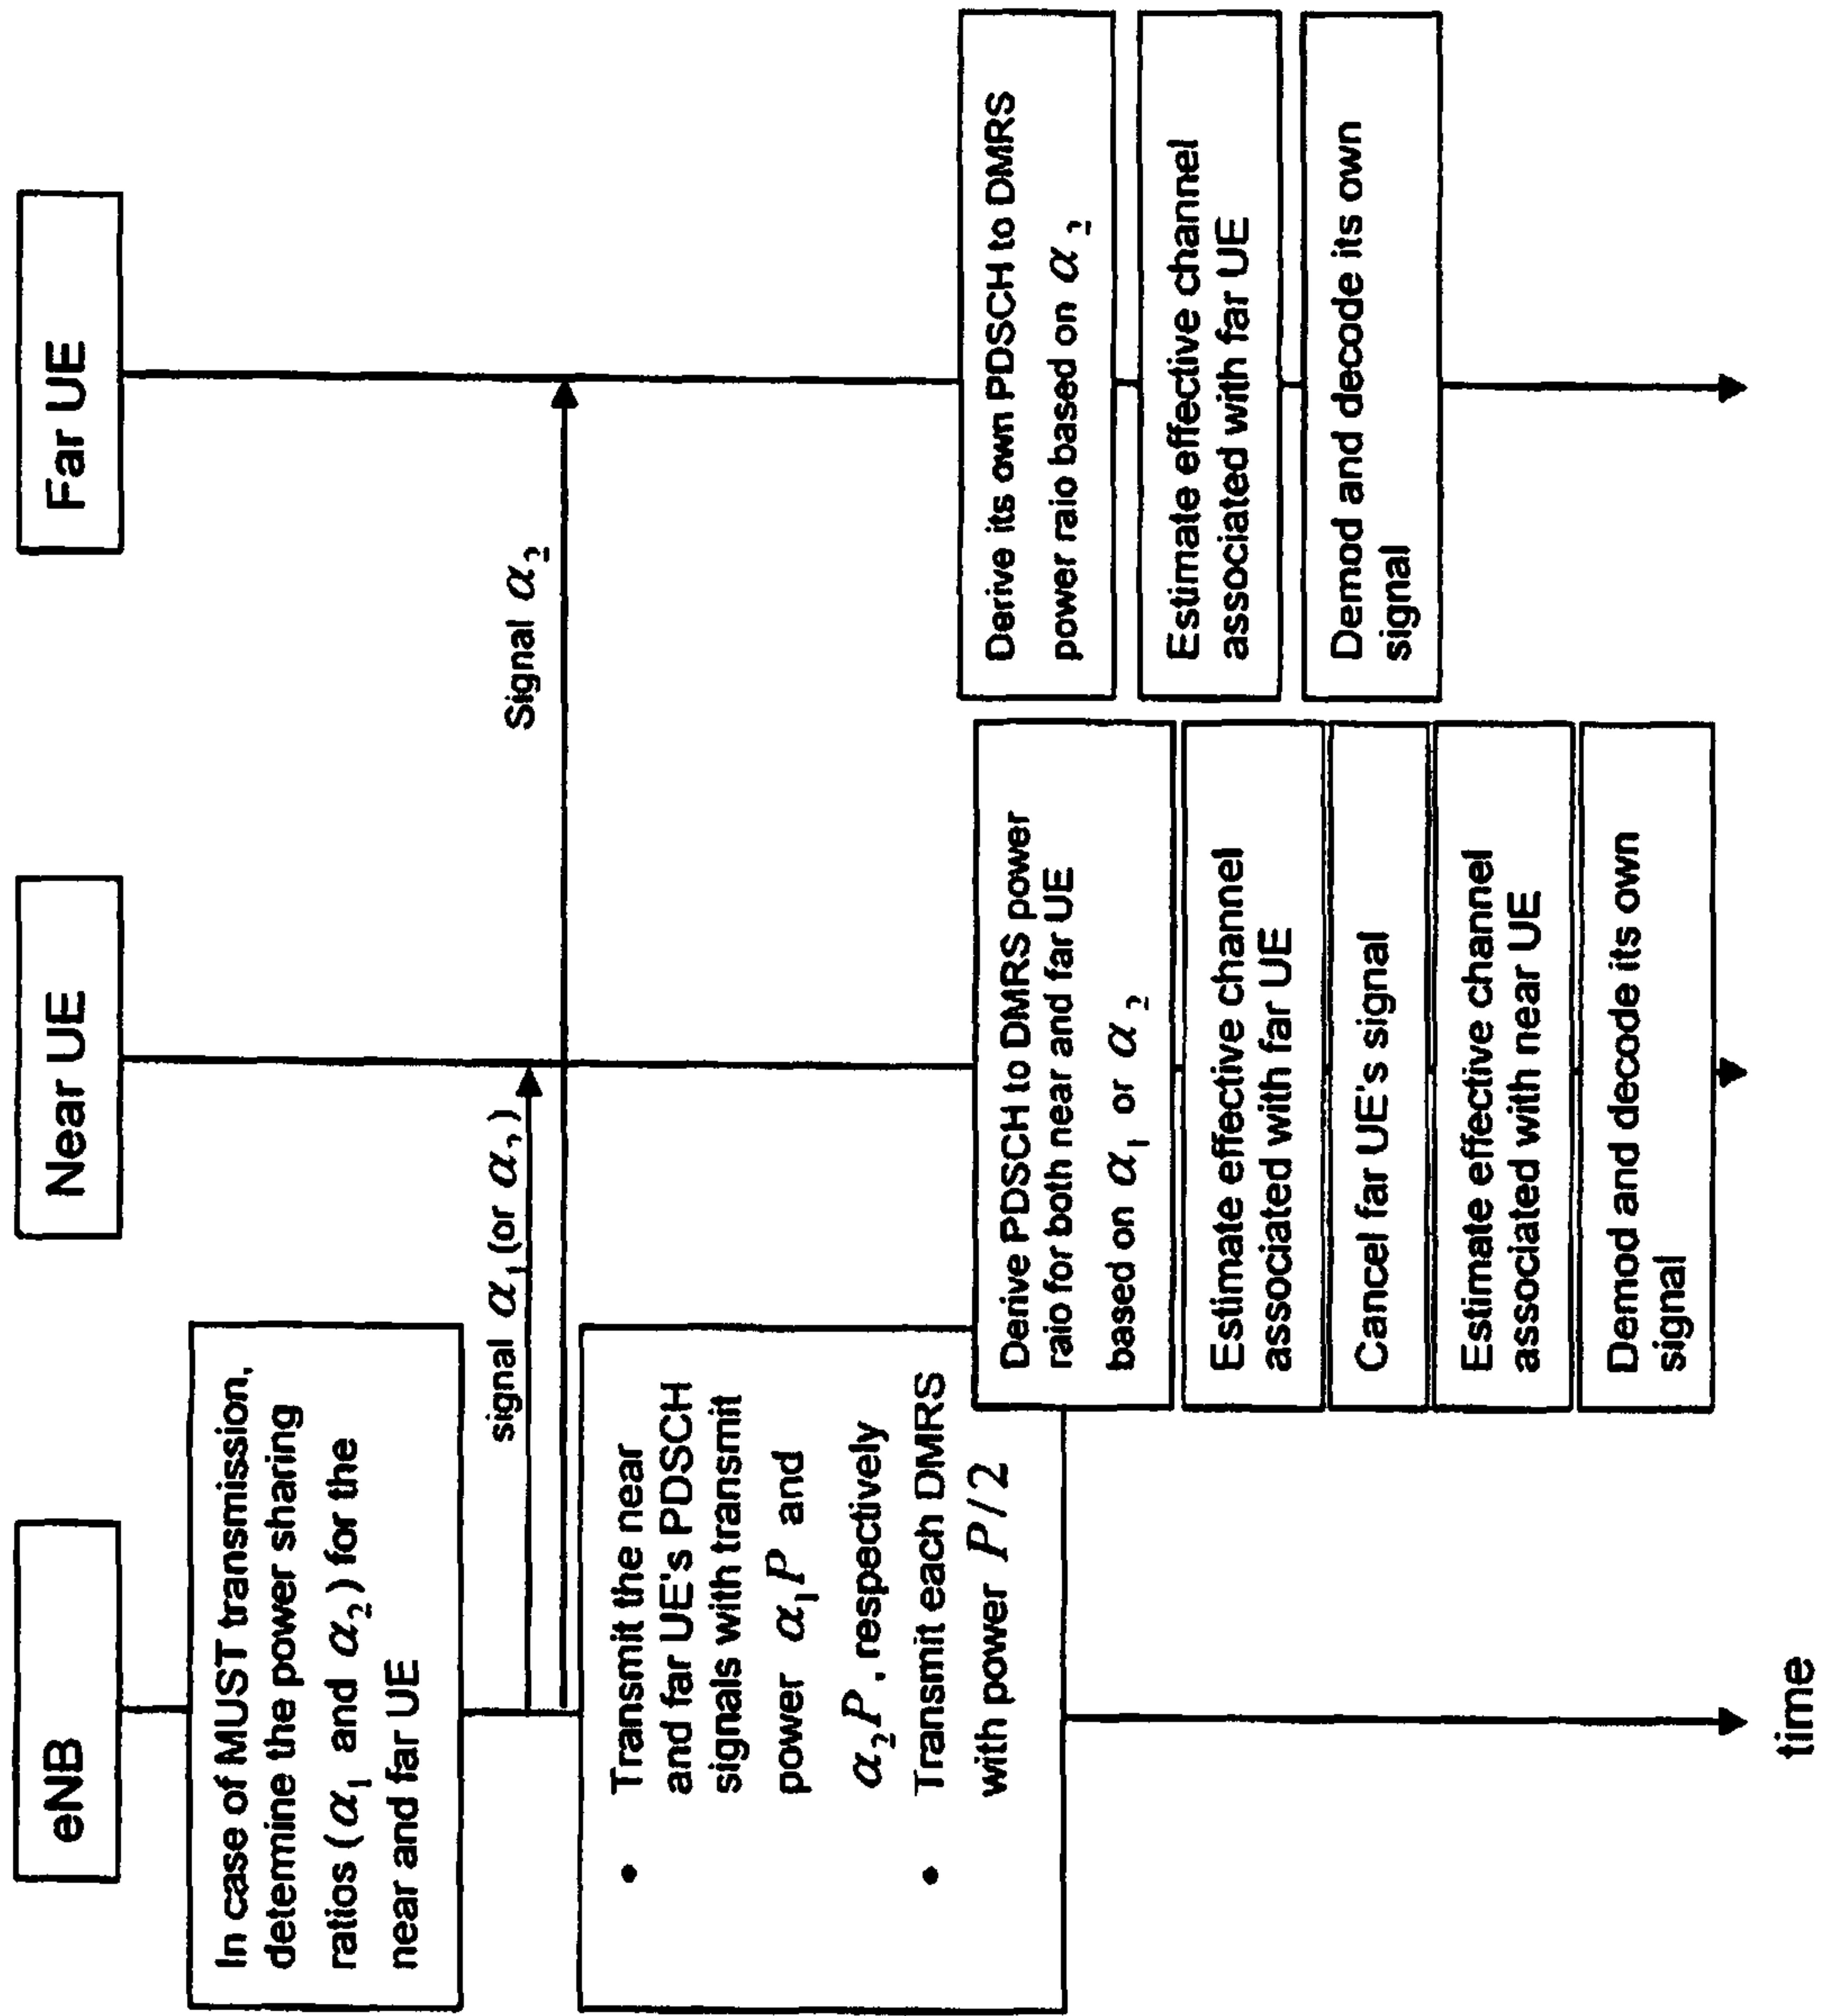 eNB
Near UE
Far UE
In case of MUST transmission,
determine the power sharing
ratios (α₁ and α₂) for the
near and far UE
signal α₁ (or α₂)
Signal α₂
• Transmit the near
and far UE's PDSCH
signals with transmit
power α₁P and
α₂P, respectively
• Transmit each DMRS
with power P/2
Derive PDSCH to DMRS power
raio for both near and far UE
based on α₁ or α₂
Estimate effective channel
associated with far UE
Cancel far UE's signal
Estimate effective channel
associated with near UE
Demod and decode its own
signal
Derive its own PDSCH to DMRS
power raio based on α₂
Estimate effective channel
associated with far UE
Demod and decode its own
signal
time